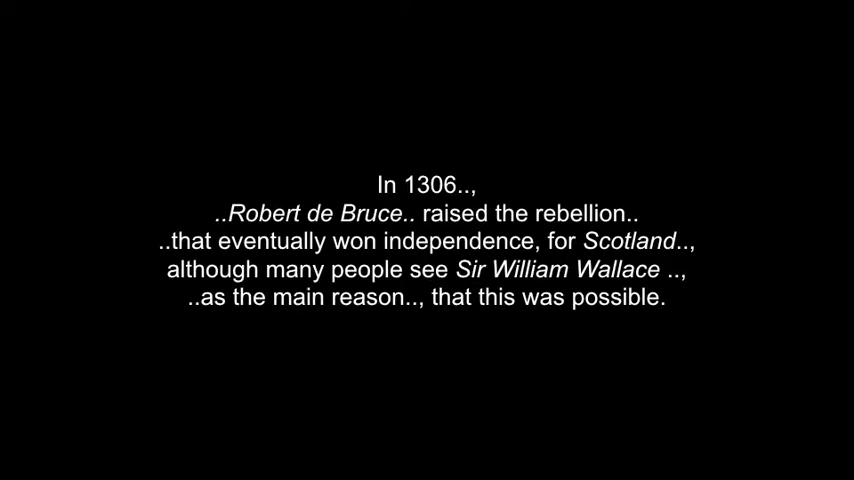 In 1306..,
..Robert de Bruce.. raised the rebellion..
..that eventually won independence, for Scotland..,
although many people see Sir William Wallace ..,
..as the main reason.., that this was possible.